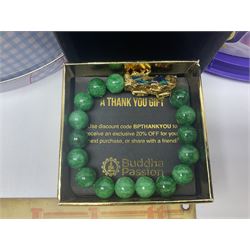 A THANK YOU GIFT
Use discount code BPTHANKYOU to
receive an exclusive 20% OFF for your
next purchase, or share with a friend
Buddha
Passion